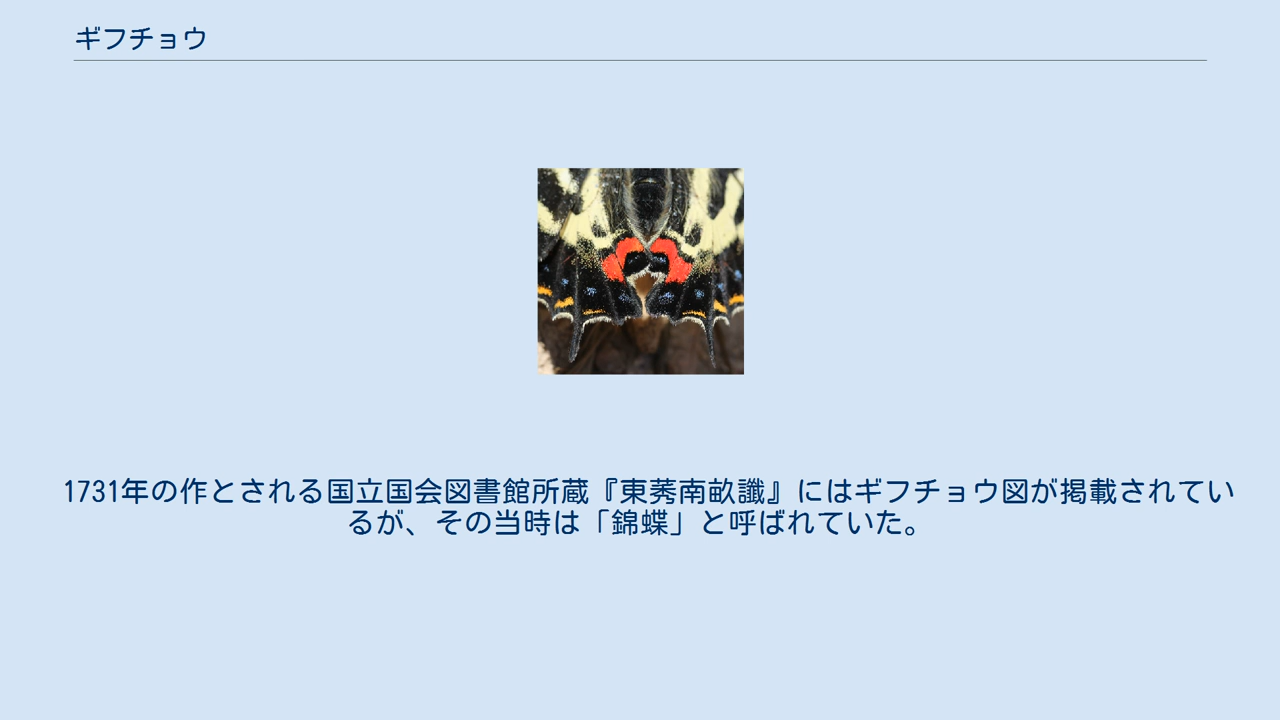 ギフチョウ
1731年の作とされる国立国会図書館所蔵『東莠南畝讖』にはギフチョウ図が掲載されてい
るが、その当時は「錦蝶」と呼ばれていた。